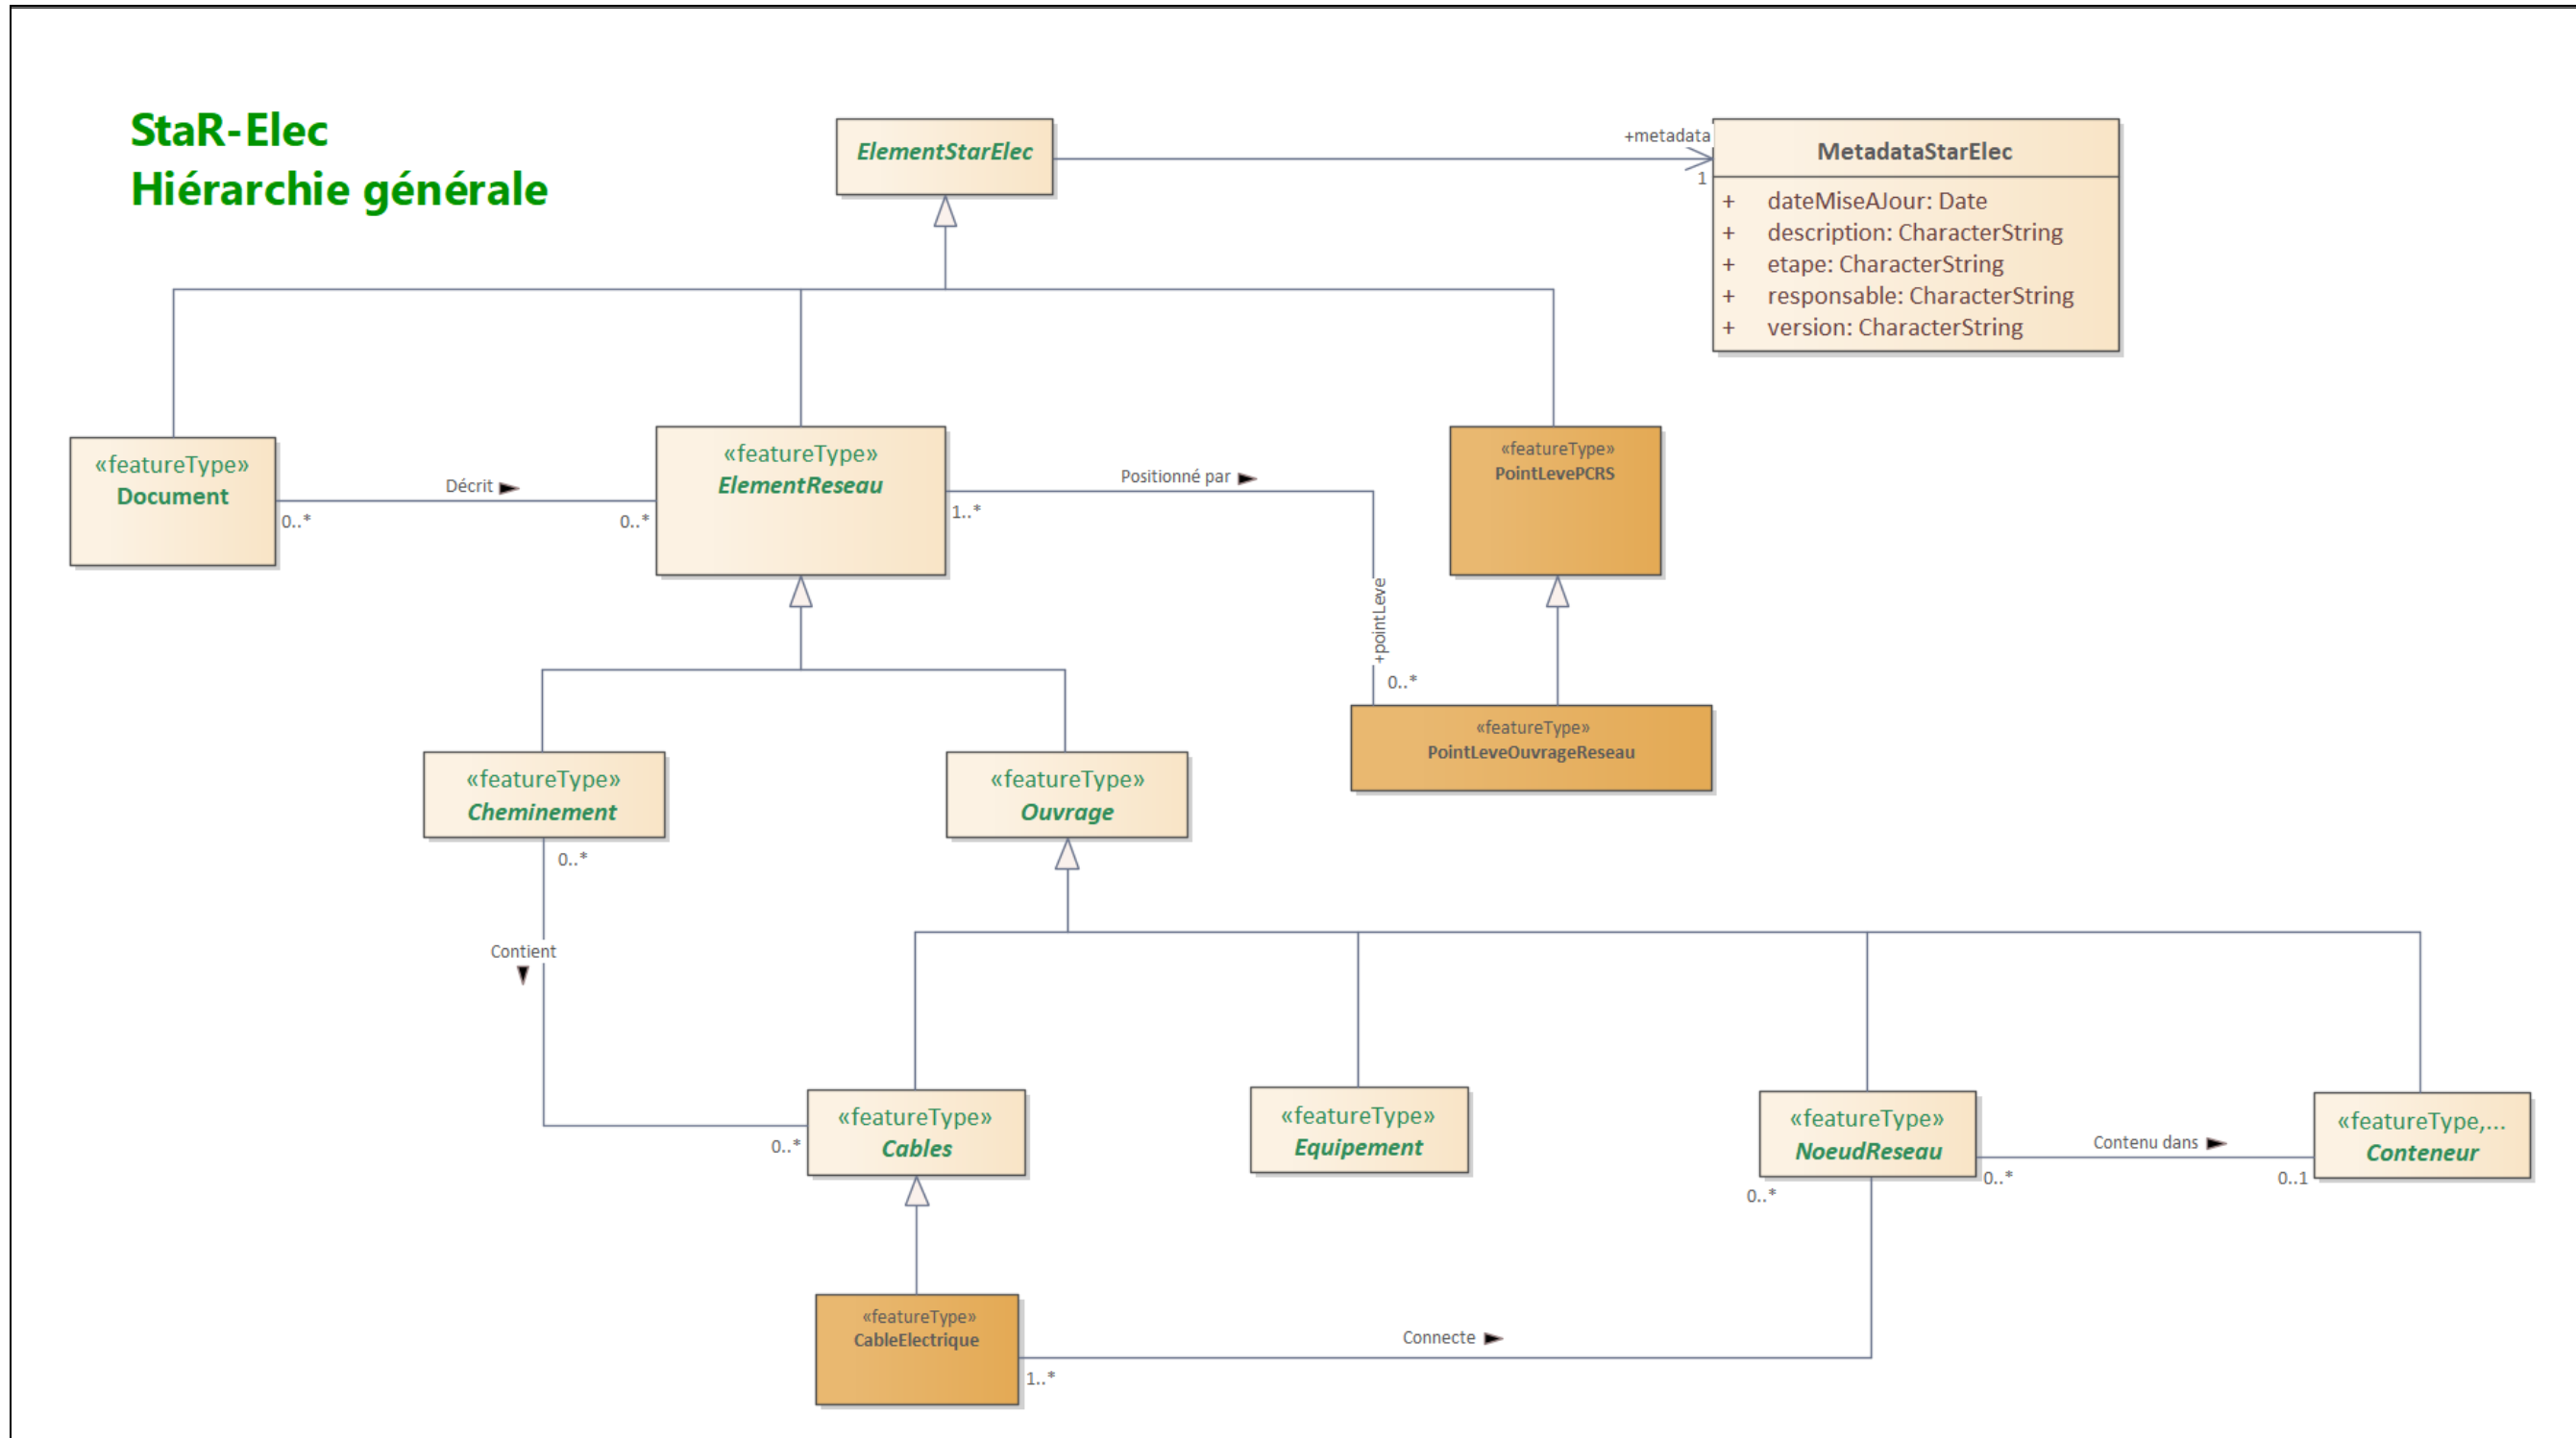 StaR-Elec
Hiérarchie générale
ElementStarElec
+metadata
1
MetadataStarElec
+ dateMiseAJour: Date
+ description: CharacterString
+ etape: CharacterString
+ responsable: CharacterString
+ version: CharacterString
«featureType»
Document
Décrit
0..*
0..*
«featureType»
ElementReseau
Positionné par
1..*
+pointLeve
0..*
«featureType»
PointLevePCRS
«featureType»
PointLeveOuvrageReseau
«featureType»
Cheminement
0..*
«featureType»
Ouvrage
Contient
0..*
«featureType»
Cables
«featureType»
Equipement
«featureType»
NoeudReseau
0..*
Contenu dans
0..*
0..1
«featureType,...
Conteneur
«featureType»
CableElectrique
Connecte
1..*